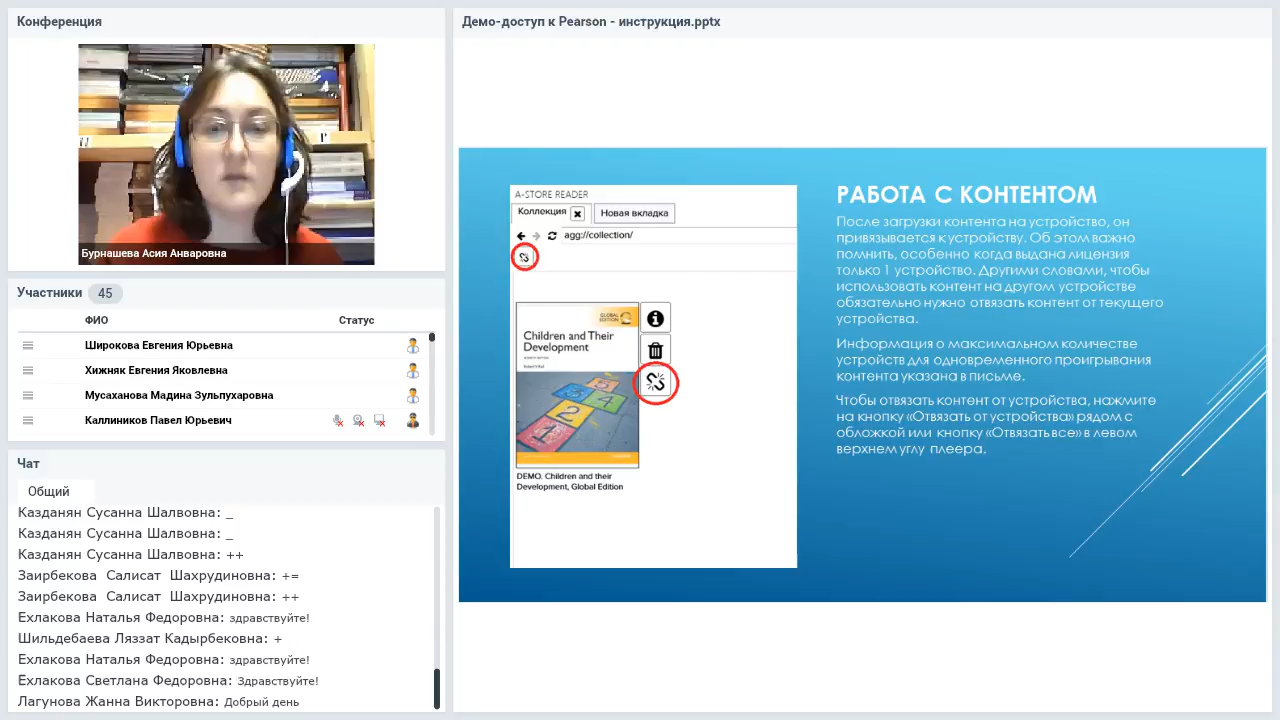 Конференция
Бурнашева Асия Анваровна
Участники 45
ФИО Статус
Широкова Евгения Юрьевна
Хижняк Евгения Яковлевна
Мусаханова Мадина Зульпухаровна
Каллиников Павел Юрьевич
Чат
Общий
Казданян Сусанна Шалвовна: _
Казданян Сусанна Шалвовна: _
Казданян Сусанна Шалвовна: ++
Заирбекова Салисат Шахрудиновна: +=
Заирбекова Салисат Шахрудиновна: ++
Ехлакова Наталья Федоровна: здравствуйте!
Шильдебаева Ляззат Кадырбековна: +
Ехлакова Наталья Федоровна: здравствуйте!
Ехлакова Светлана Федоровна: Здравствуйте!
Лагунова Жанна Викторовна: Добрый день
Демо-доступ к Pearson - инструкция.pptx
A-STORE READER
Коллекция Новая вкладка
agg://collection/
GLOBAL EDITION
Children and Their
Development
DEMO. Children and their
Development, Global Edition
РАБОТА С КОНТЕНТОМ
После загрузки контента на устройство, он
привязывается к устройству. Об этом важно
помнить, особенно когда выдана лицензия
только 1 устройство. Другими словами, чтобы
использовать контент на другом устройстве
обязательно нужно отвязать контент от текущего
устройства.
Информация о максимальном количестве
устройств для одновременного проигрывания
контента указана в письме.
Чтобы отвязать контент от устройства, нажмите
на кнопку «Отвязать от устройства» рядом с
обложкой или кнопку «Отвязать все» в левом
верхнем углу плеера.